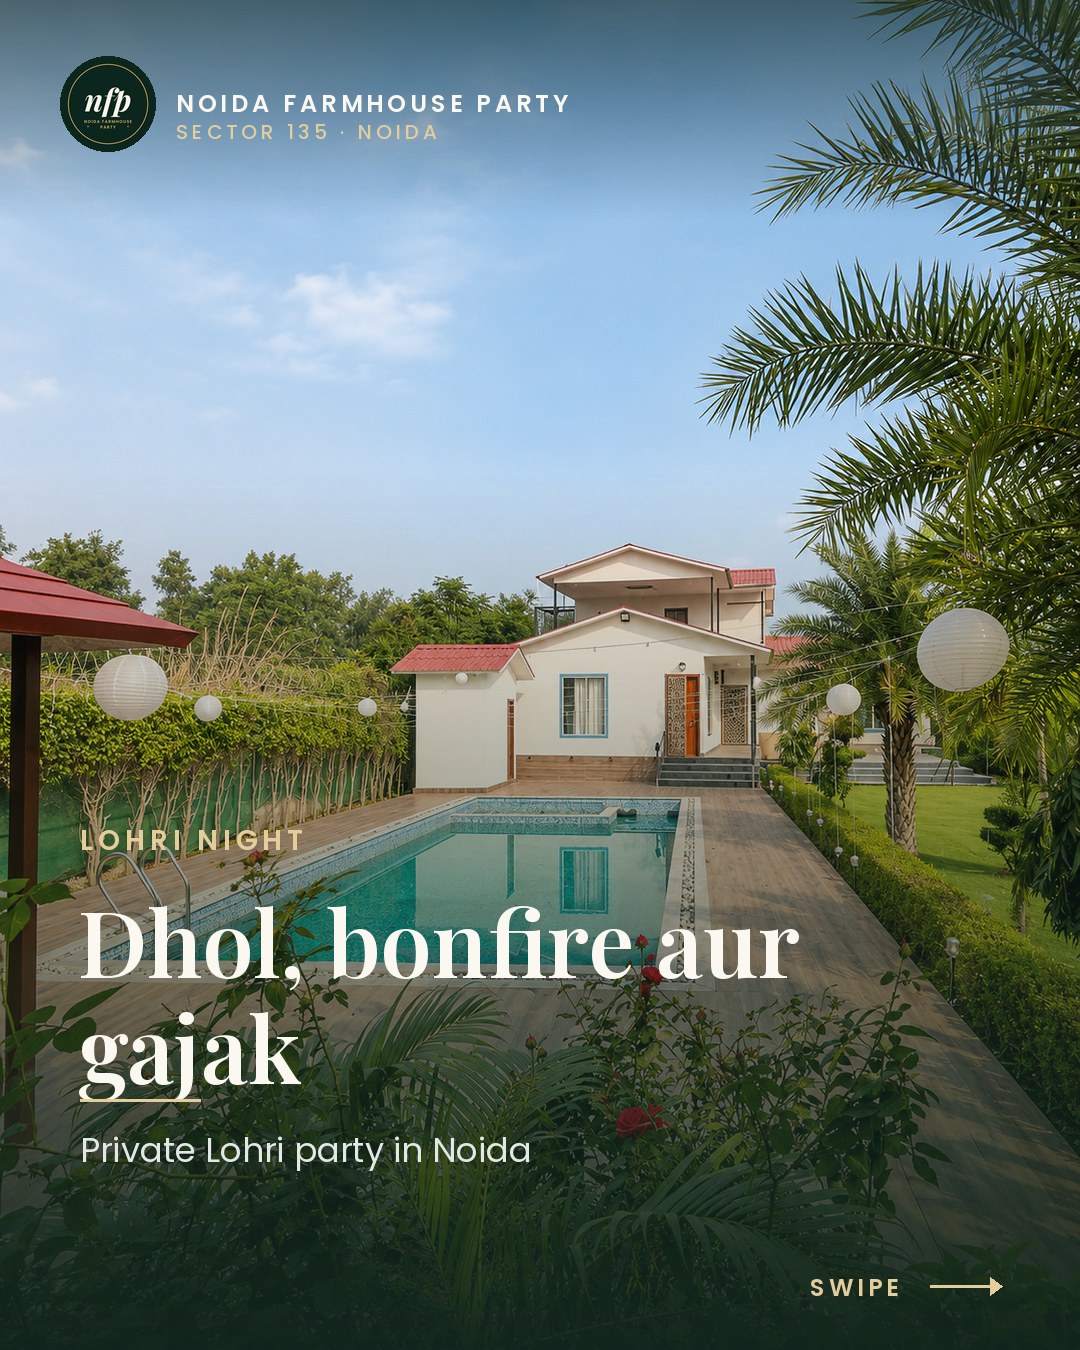 nfp
NOIDA FARMHOUSE
PARTY
NOIDA FARMHOUSE PARTY
SECTOR 135 · NOIDA
LOHRI NIGHT
Dhol, bonfire aur
gajak
Private Lohri party in Noida
SWIPE